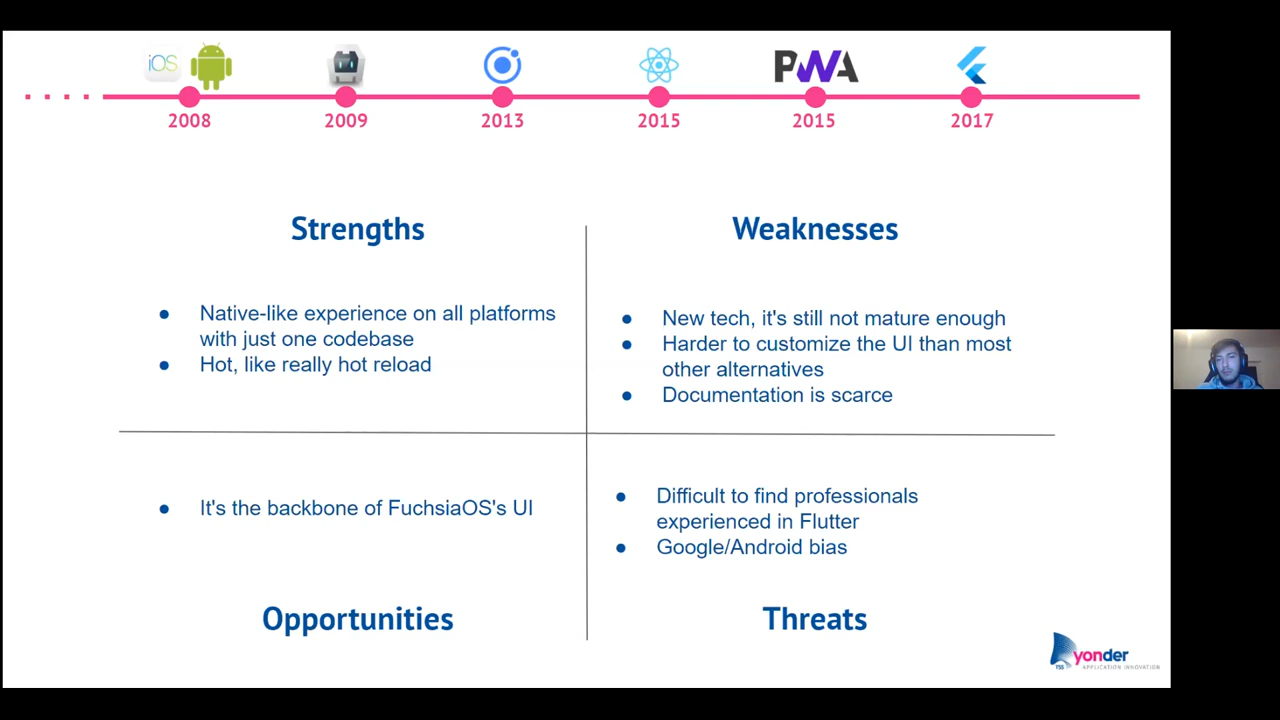 iOS
PWA
2008
2009
2013
2015
2015
2017
Strengths
Weaknesses
● Native-like experience on all platforms
with just one codebase
● Hot, like really hot reload
● New tech, it's still not mature enough
● Harder to customize the UI than most
other alternatives
● Documentation is scarce
● It's the backbone of FuchsiaOS's UI
● Difficult to find professionals
experienced in Flutter
● Google/Android bias
Opportunities
Threats
TSS
yonder
APPLICATION INNOVATION